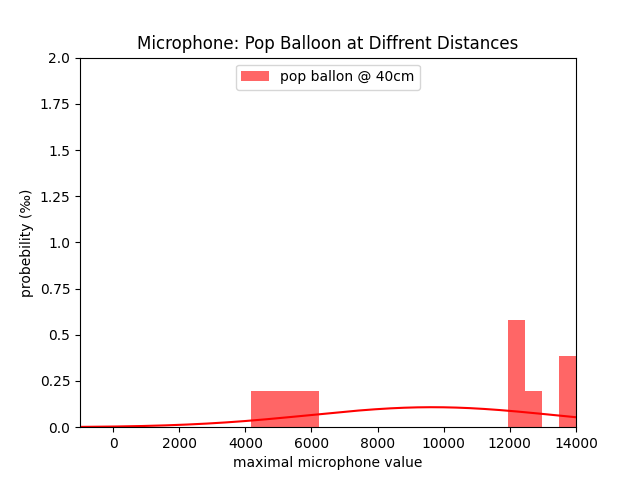 Microphone: Pop Balloon at Diffrent Distances
pop ballon @ 40cm
probebility (‰)
2.0
1.75
1.5
1.25
1.0
0.75
0.5
0.25
0.0
0 2000 4000 6000 8000 10000 12000 14000
maximal microphone value